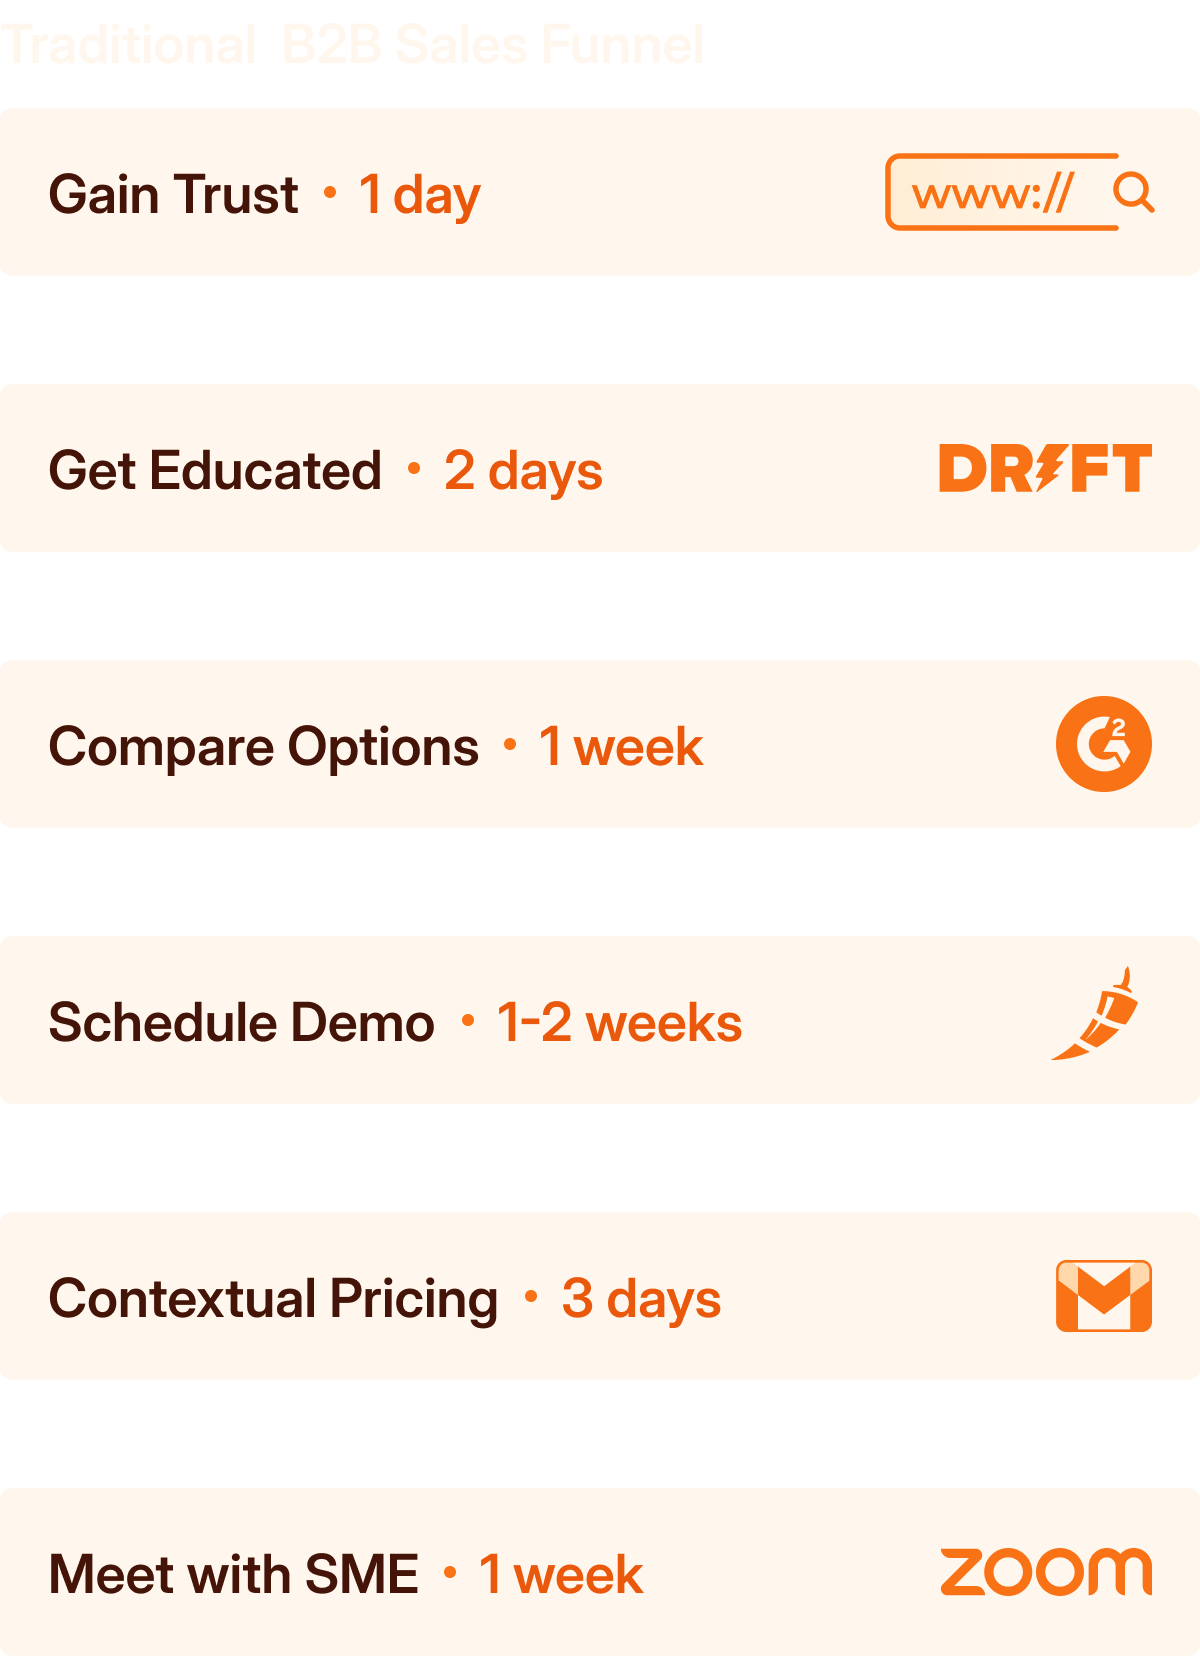 Traditional B2B Sales Funnel
Gain Trust • 1 day
www://
Get Educated • 2 days
DRIFT
Compare Options • 1 week
G2
Schedule Demo • 1-2 weeks
Contextual Pricing • 3 days
M
Meet with SME • 1 week
zoom